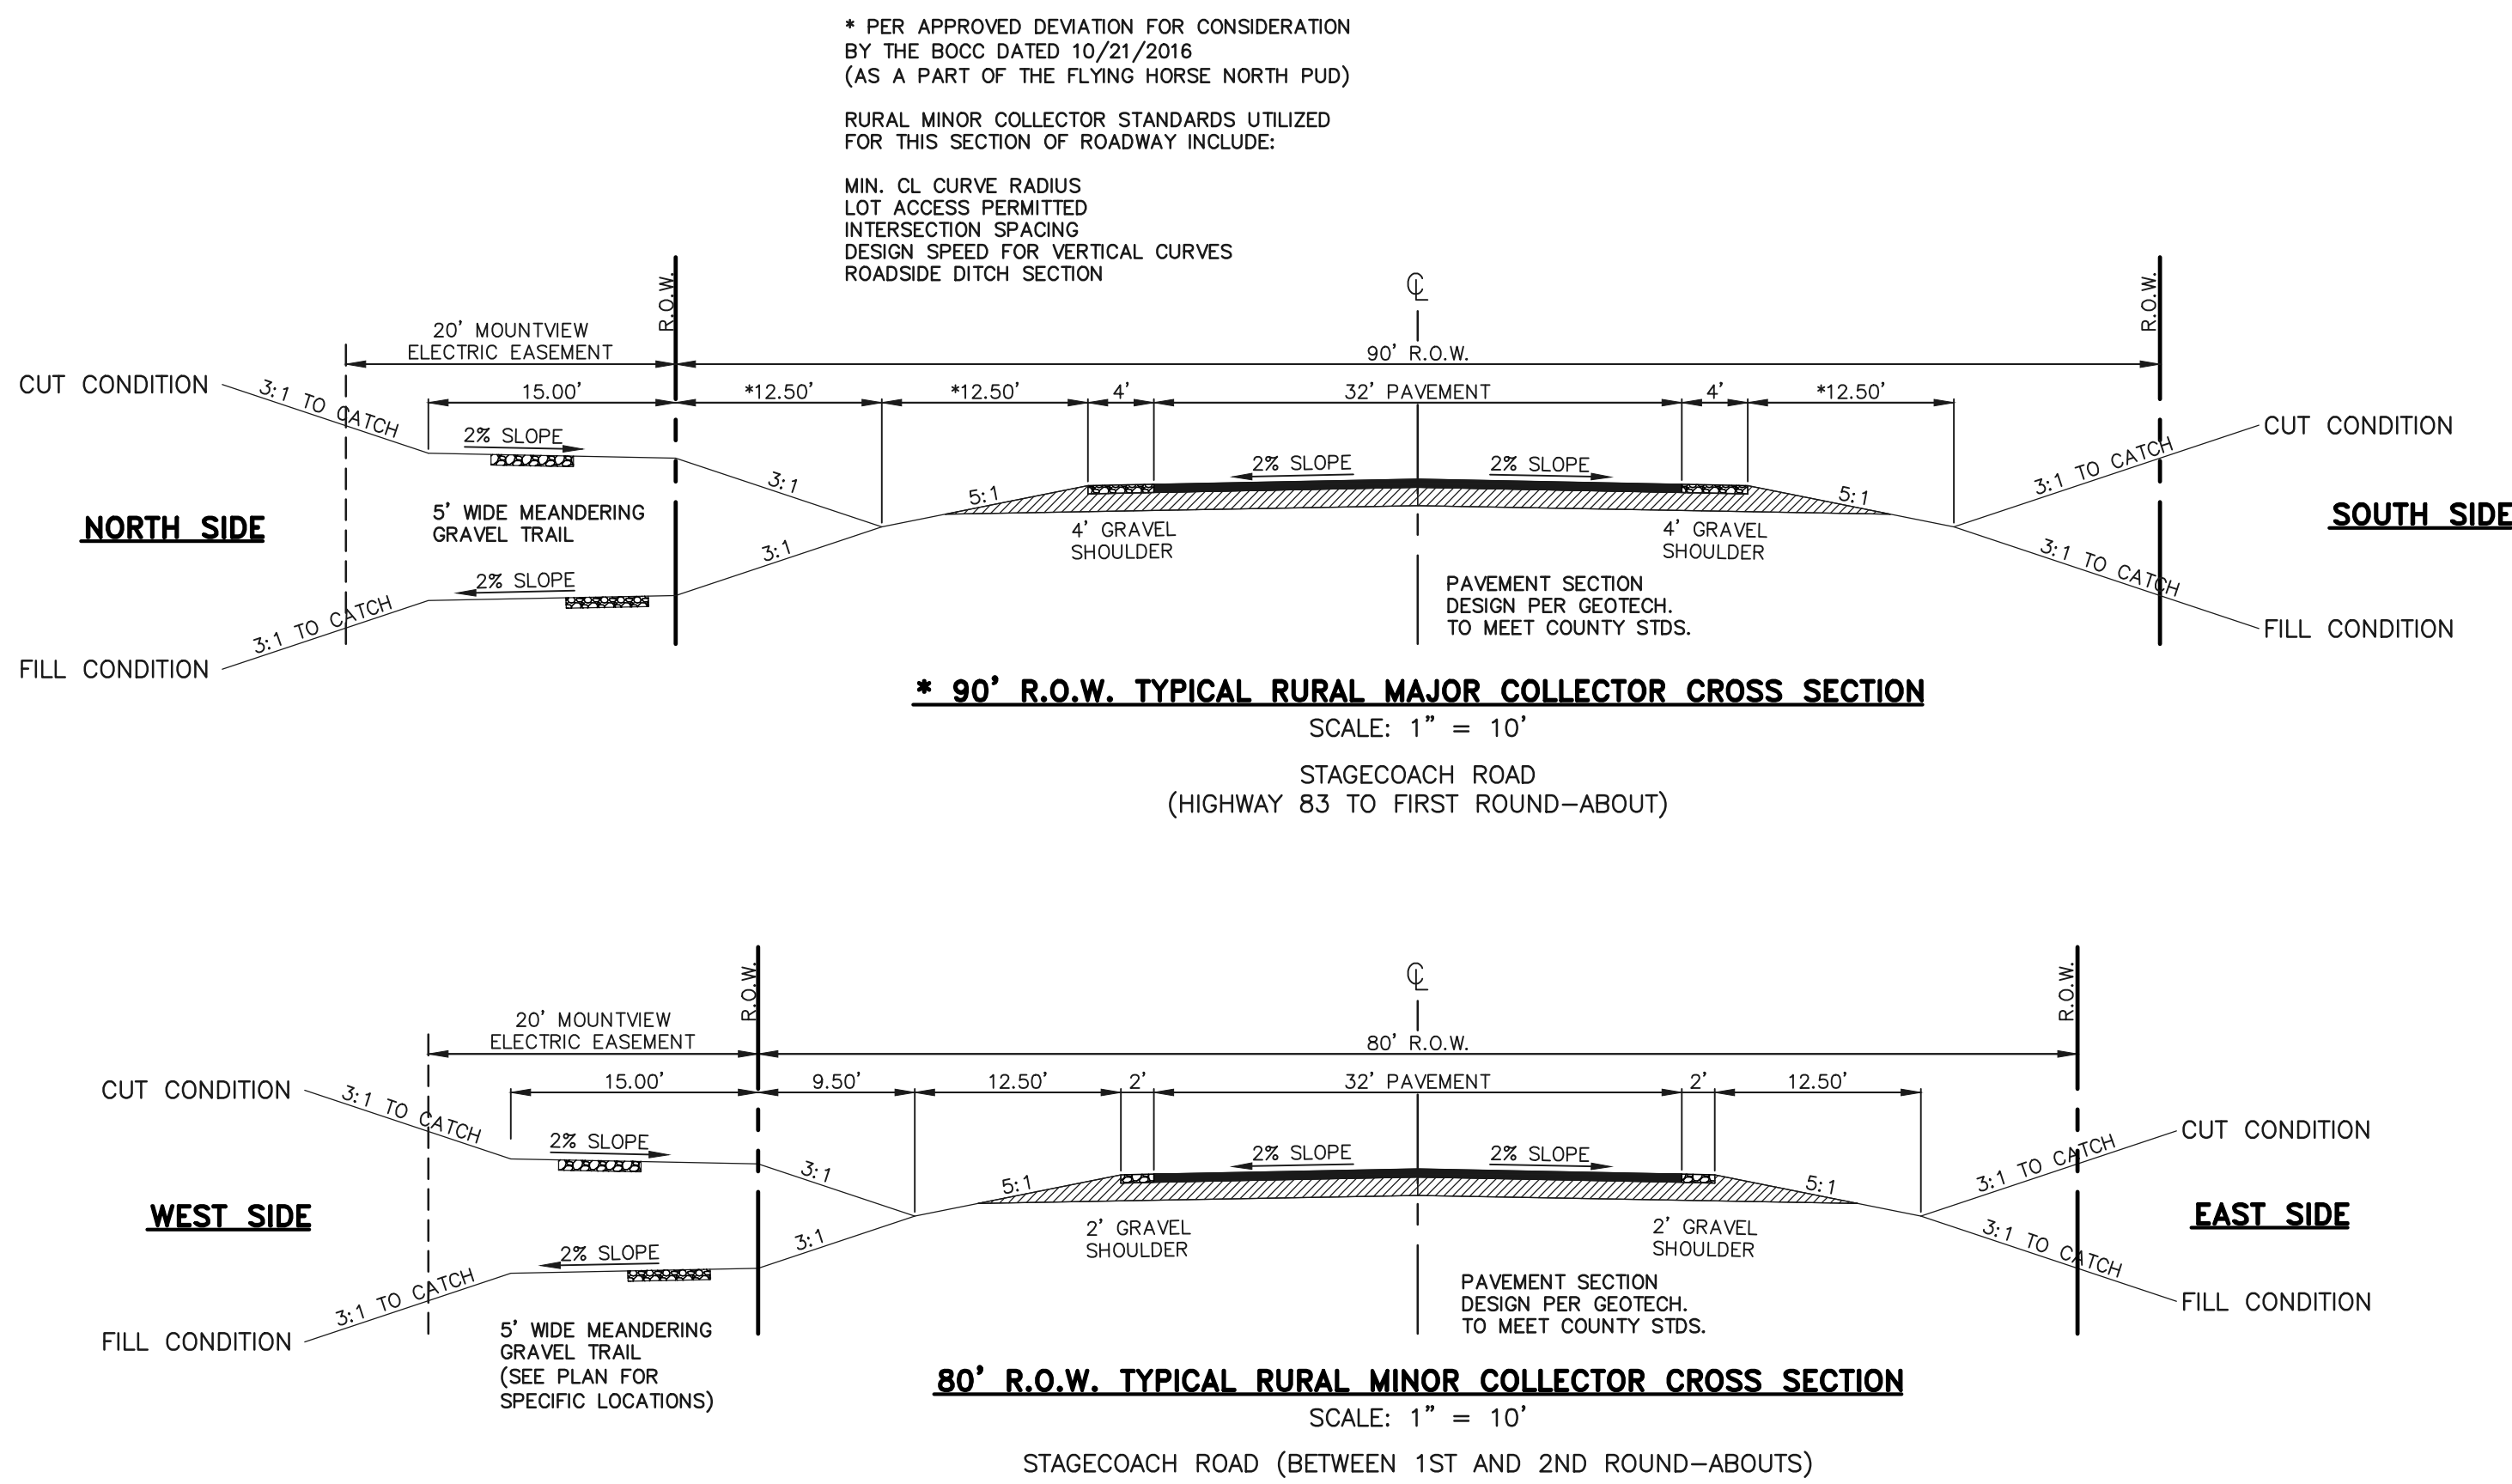 * PER APPROVED DEVIATION FOR CONSIDERATION
BY THE BOCC DATED 10/21/2016
(AS A PART OF THE FLYING HORSE NORTH PUD)
RURAL MINOR COLLECTOR STANDARDS UTILIZED
FOR THIS SECTION OF ROADWAY INCLUDE:
MIN. CL CURVE RADIUS
LOT ACCESS PERMITTED
INTERSECTION SPACING
DESIGN SPEED FOR VERTICAL CURVES
ROADSIDE DITCH SECTION
R.O.W.
℄
R.O.W.
20' MOUNTVIEW
ELECTRIC EASEMENT
90' R.O.W.
15.00'
*12.50'
*12.50'
4'
32' PAVEMENT
4'
*12.50'
CUT CONDITION
3:1 TO CATCH
2% SLOPE
3:1
5:1
2% SLOPE
2% SLOPE
5:1
3:1 TO CATCH
CUT CONDITION
NORTH SIDE
5' WIDE MEANDERING
GRAVEL TRAIL
3:1
4' GRAVEL
SHOULDER
4' GRAVEL
SHOULDER
SOUTH SIDE
2% SLOPE
3:1 TO CATCH
FILL CONDITION
PAVEMENT SECTION
DESIGN PER GEOTECH.
TO MEET COUNTY STDS.
3:1 TO CATCH
FILL CONDITION
* 90' R.O.W. TYPICAL RURAL MAJOR COLLECTOR CROSS SECTION
SCALE: 1" = 10'
STAGECOACH ROAD
(HIGHWAY 83 TO FIRST ROUND-ABOUT)
R.O.W.
℄
R.O.W.
20' MOUNTVIEW
ELECTRIC EASEMENT
80' R.O.W.
15.00'
9.50'
12.50'
2'
32' PAVEMENT
2'
12.50'
CUT CONDITION
3:1 TO CATCH
2% SLOPE
3:1
5:1
2% SLOPE
2% SLOPE
5:1
3:1 TO CATCH
CUT CONDITION
WEST SIDE
3:1
2' GRAVEL
SHOULDER
2' GRAVEL
SHOULDER
EAST SIDE
2% SLOPE
3:1 TO CATCH
FILL CONDITION
5' WIDE MEANDERING
GRAVEL TRAIL
(SEE PLAN FOR
SPECIFIC LOCATIONS)
PAVEMENT SECTION
DESIGN PER GEOTECH.
TO MEET COUNTY STDS.
3:1 TO CATCH
FILL CONDITION
80' R.O.W. TYPICAL RURAL MINOR COLLECTOR CROSS SECTION
SCALE: 1" = 10'
STAGECOACH ROAD (BETWEEN 1ST AND 2ND ROUND-ABOUTS)